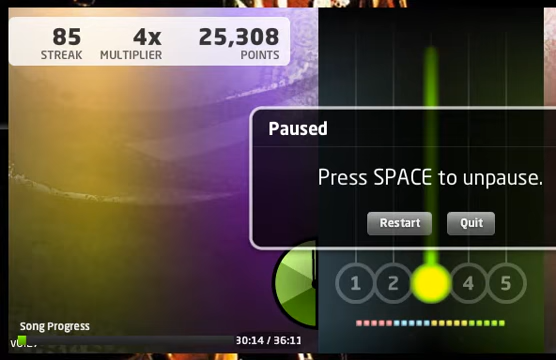 85 4x 25,308
STREAK MULTIPLIER POINTS
Paused
Press SPACE to unpause.
Restart Quit
1 2 4 5
Song Progress
30:14 / 36:11